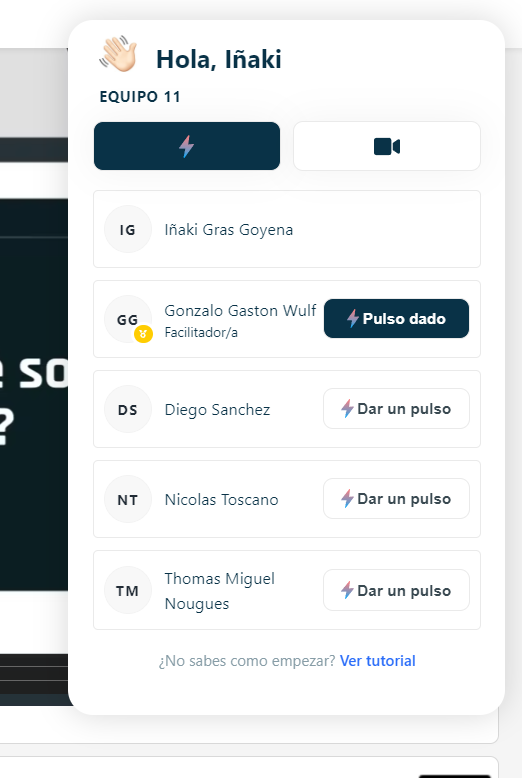 Hola, Iñaki
EQUIPO 11
IG
Iñaki Gras Goyena
GG
Gonzalo Gaston Wulf
Facilitador/a
Pulso dado
DS
Diego Sanchez
Dar un pulso
NT
Nicolas Toscano
Dar un pulso
TM
Thomas Miguel
Nougues
Dar un pulso
¿No sabes como empezar? Ver tutorial
e so
?